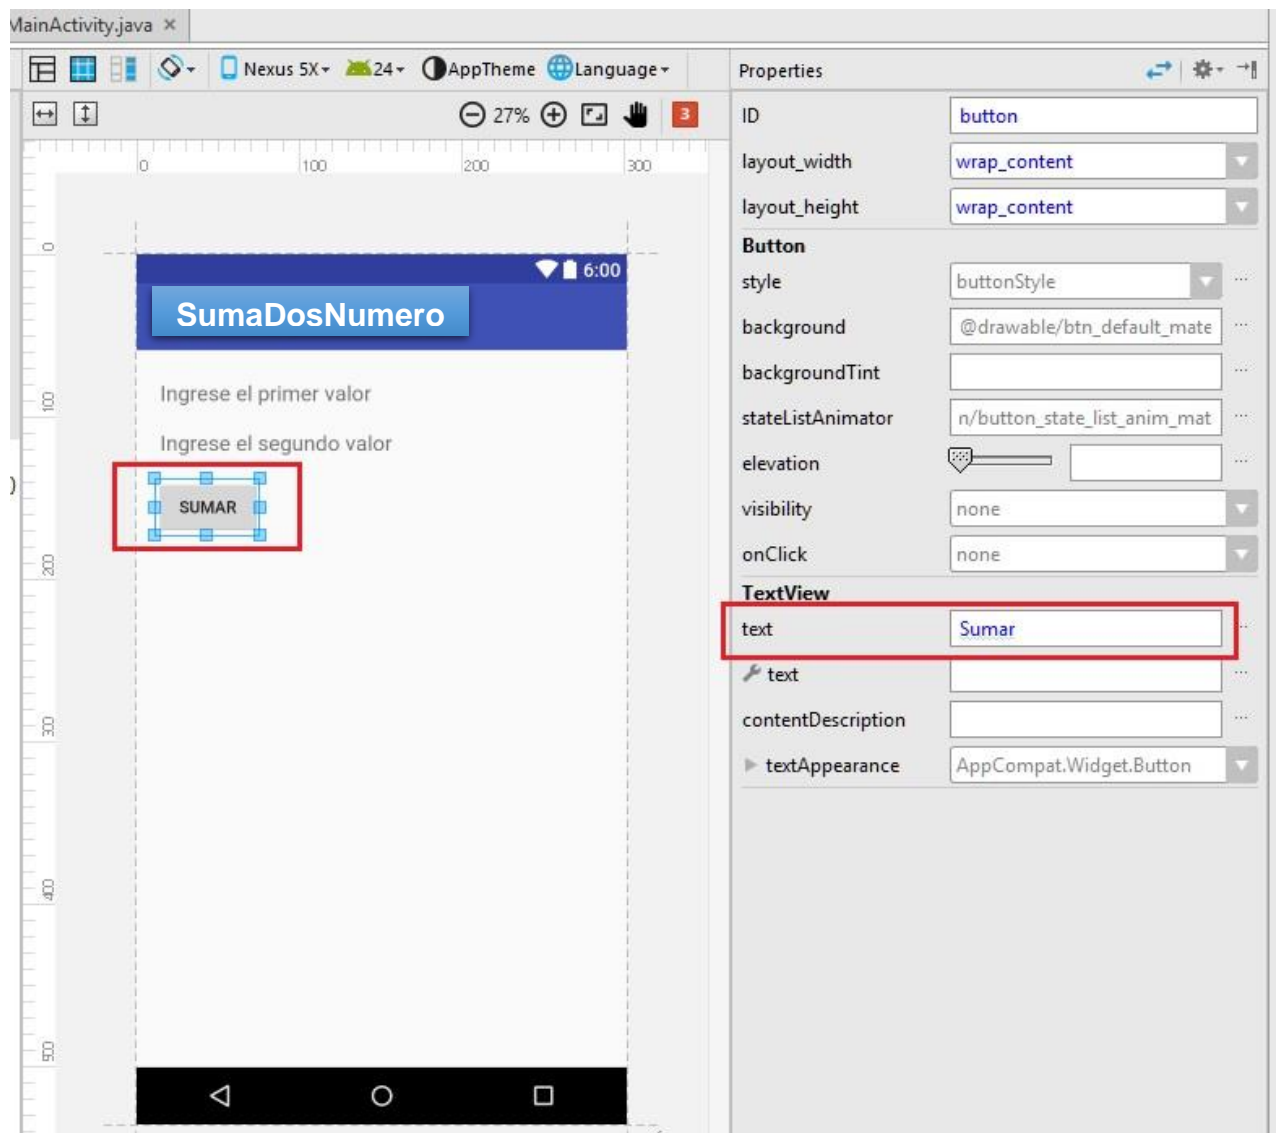 MainActivity.java ×
Nexus 5X 24 AppTheme Language
27% 3
0 100 200 300
0
100
200
300
400
500
6:00
SumaDosNumero
Ingrese el primer valor
Ingrese el segundo valor
SUMAR
Properties
ID button
layout_width wrap_content
layout_height wrap_content
Button
style buttonStyle ...
background @drawable/btn_default_mate ...
backgroundTint ...
stateListAnimator n/button_state_list_anim_mat ...
elevation ...
visibility none
onClick none
TextView
text Sumar ...
text ...
contentDescription ...
textAppearance AppCompat.Widget.Button